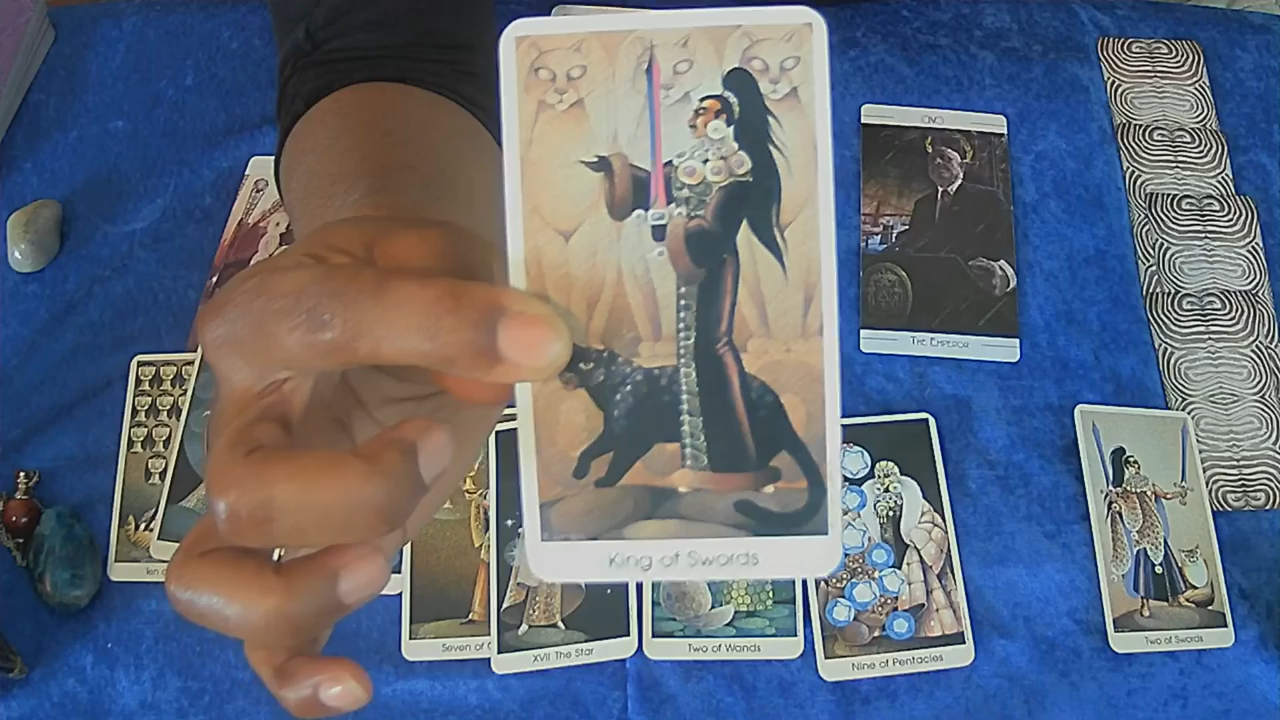 King of Swords
THE EMPEROR
Ten
Seven of
XVII The Star
Two of Wands
Nine of Pentacles
Two of Swords